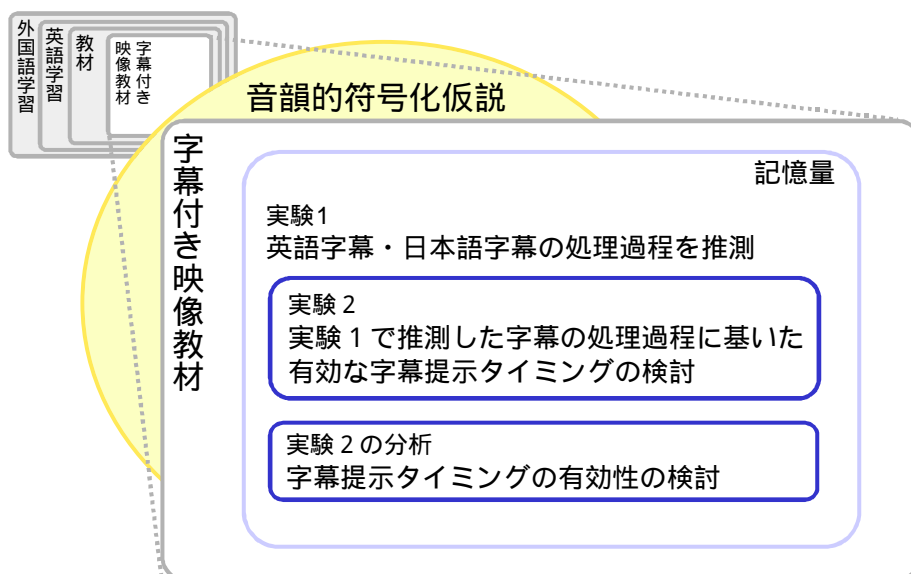 外国語学習
英語学習
教材
字幕付き
映像教材
音韻的符号化仮説
字幕付き映像教材
記憶量
実験1
英語字幕・日本語字幕の処理過程を推測
実験２
実験１で推測した字幕の処理過程に基いた
有効な字幕提示タイミングの検討
実験２の分析
字幕提示タイミングの有効性の検討